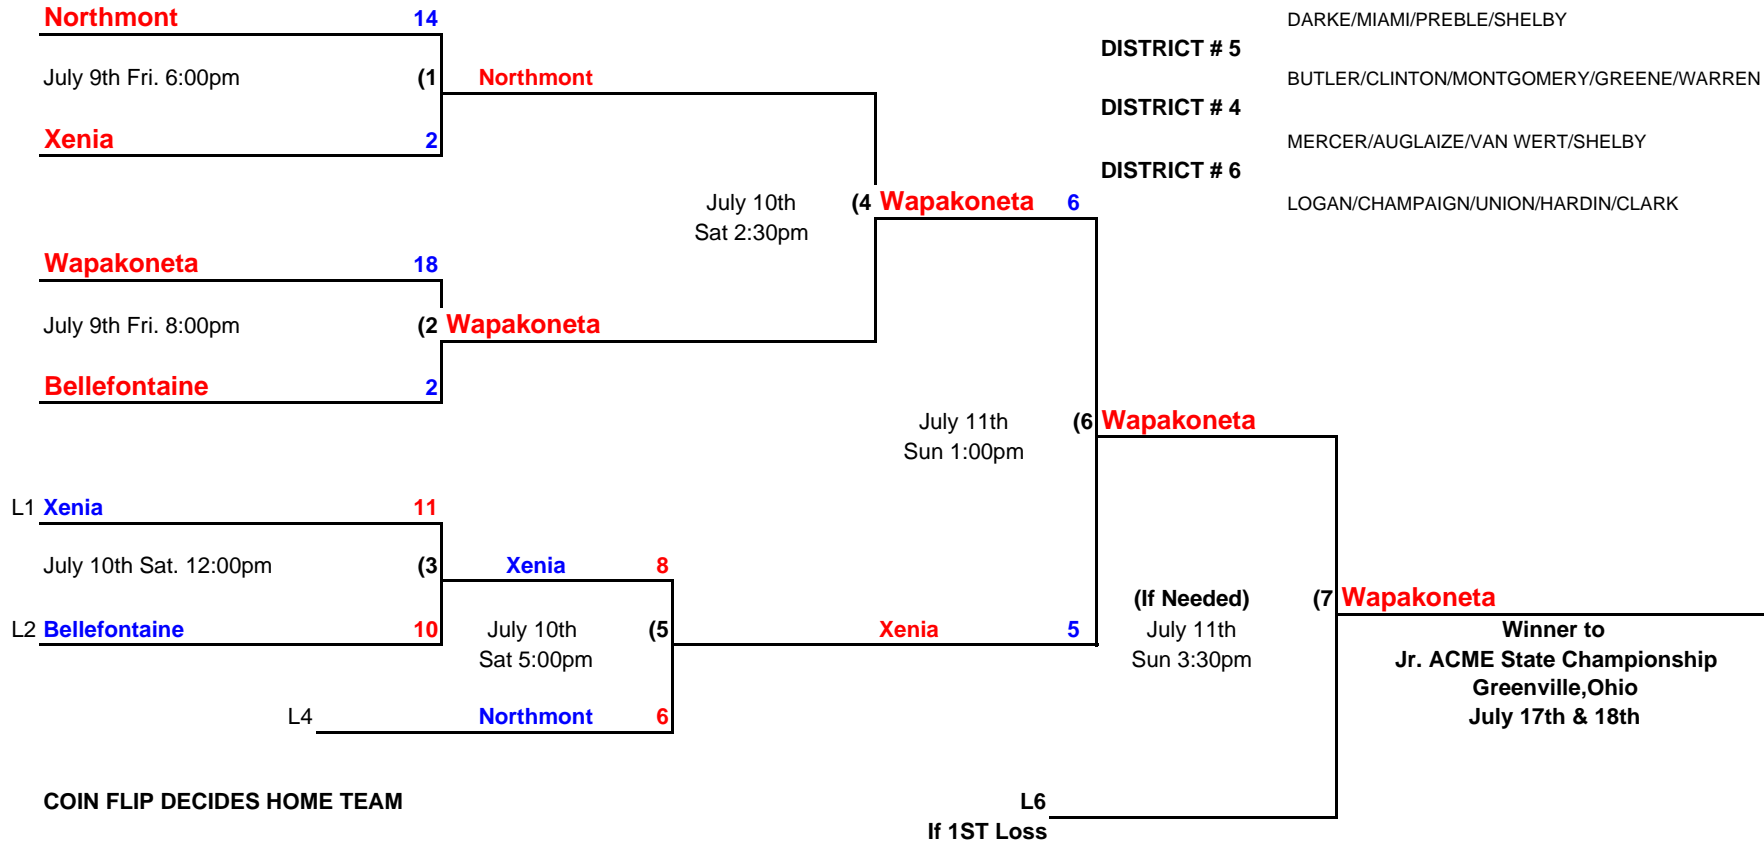 Northmont 14
DARKE/MIAMI/PREBLE/SHELBY
DISTRICT # 5
July 9th Fri. 6:00pm (1 Northmont
BUTLER/CLINTON/MONTGOMERY/GREENE/WARREN
DISTRICT # 4
Xenia 2
MERCER/AUGLAIZE/VAN WERT/SHELBY
DISTRICT # 6
July 10th (4 Wapakoneta 6
LOGAN/CHAMPAIGN/UNION/HARDIN/CLARK
Sat 2:30pm
Wapakoneta 18
July 9th Fri. 8:00pm (2 Wapakoneta
Bellefontaine 2
July 11th (6 Wapakoneta
Sun 1:00pm
L1 Xenia 11
July 10th Sat. 12:00pm (3 Xenia 8
(If Needed) (7 Wapakoneta
L2 Bellefontaine 10 July 10th (5 Xenia 5 July 11th Winner to
Sat 5:00pm Sun 3:30pm Jr. ACME State Championship
Greenville,Ohio
L4 Northmont 6 July 17th & 18th
COIN FLIP DECIDES HOME TEAM L6
If 1ST Loss